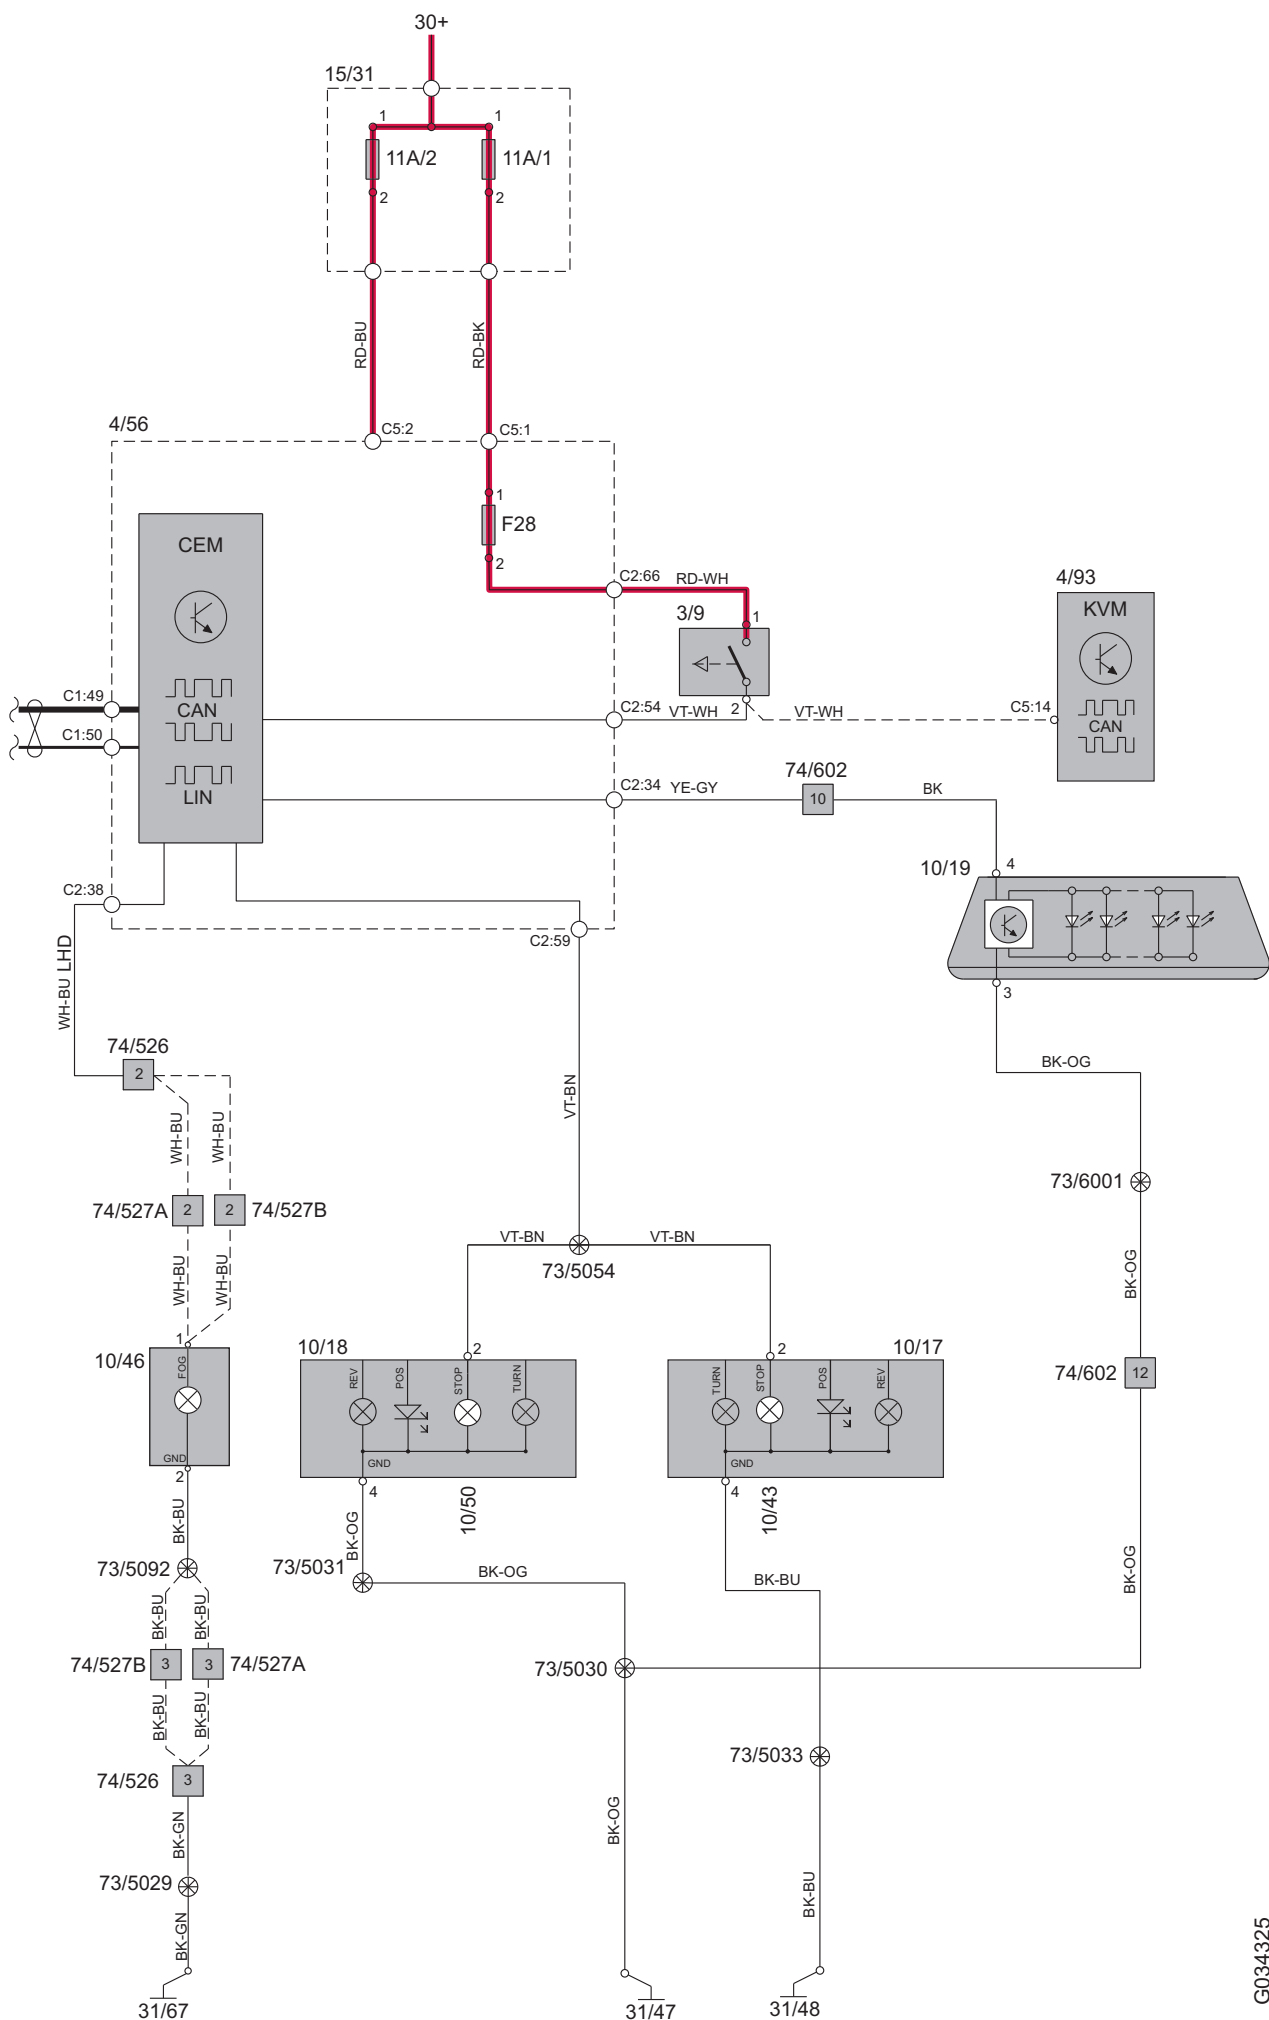 30+
15/31
1
1
11A/2
11A/1
2
2
RD-BU
RD-BK
4/56
C5:2
C5:1
1
F28
2
CEM
C2:66
RD-WH
3/9
1
4/93
KVM
C1:49
CAN
C2:54
VT-WH
2
VT-WH
C5:14
CAN
C1:50
LIN
C2:34
YE-GY
74/602
10
BK
10/19
4
C2:38
C2:59
3
WH-BU LHD
BK-OG
74/526
2
VT-BN
WH-BU
WH-BU
73/6001
74/527A
2
2
74/527B
VT-BN
VT-BN
73/5054
WH-BU
WH-BU
BK-OG
1
10/46
FOG
GND
2
10/18
2
REV
POS
STOP
TURN
GND
4
10/50
2
10/17
TURN
STOP
POS
REV
GND
4
10/43
74/602
12
BK-BU
BK-OG
73/5092
73/5031
BK-OG
BK-BU
BK-OG
BK-BU
BK-BU
74/527B
3
3
74/527A
73/5030
BK-BU
BK-BU
73/5033
74/526
3
BK-GN
BK-OG
73/5029
BK-BU
BK-GN
31/67
31/47
31/48
G034325